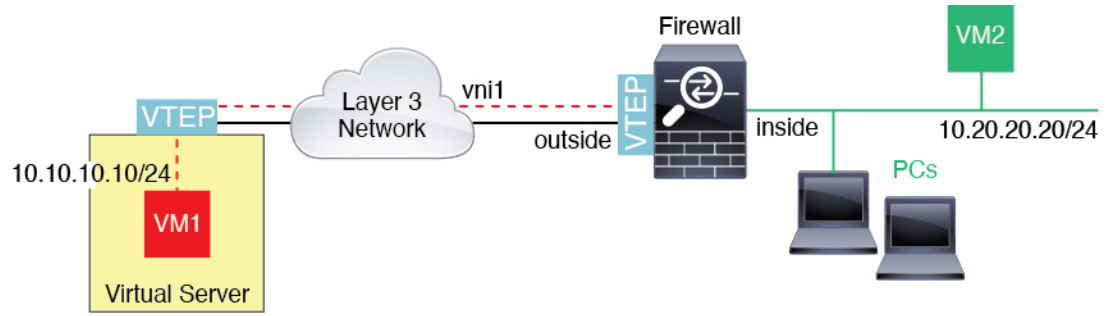 Firewall
VM2
VTEP
Layer 3
Network
vni1
outside
VTEP
inside
10.20.20.20/24
10.10.10.10/24
VM1
PCs
Virtual Server